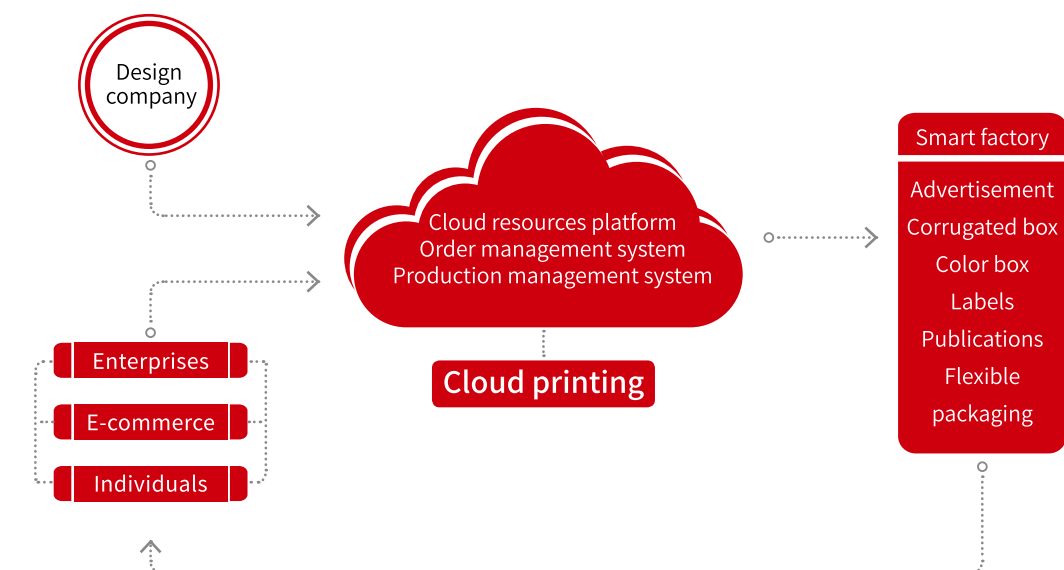 Design
company
Cloud resources platform
Order management system
Production management system
Cloud printing
Enterprises
E-commerce
Individuals
Smart factory
Advertisement
Corrugated box
Color box
Labels
Publications
Flexible
packaging